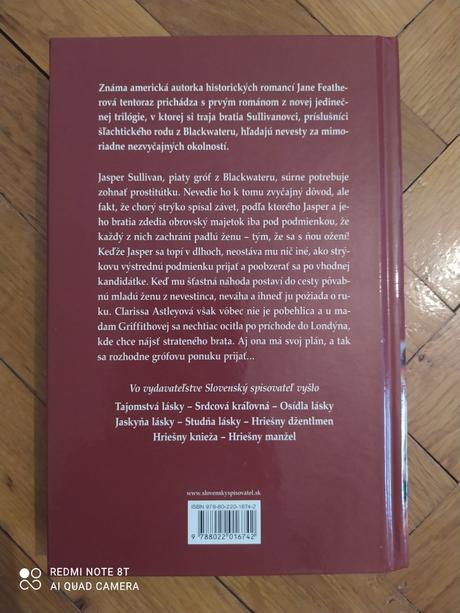 Známa americká autorka historických romancí Jane Feathe-
rová tentoraz prichádza s prvým románom z novej jedineč-
nej trilógie, v ktorej si traja bratia Sullivanovci, príslušníci
šľachtického rodu z Blackwateru, hľadajú nevesty za mimo-
riadne nezvyčajných okolností.
Jasper Sullivan, piaty gróf z Blackwateru, súrne potrebuje
zohnať prostitútku. Nevedie ho k tomu zvyčajný dôvod, ale
fakt, že chorý strýko spísal závet, podľa ktorého Jasper a je-
ho bratia zdedia obrovský majetok iba pod podmienkou, že
každý z nich zachráni padlú ženu – tým, že sa s ňou ožení!
Keďže Jasper sa topí v dlhoch, neostáva mu nič iné, ako strý-
kovu výstrednú podmienku prijať a poobzerať sa po vhodnej
kandidátke. Keď mu šťastná náhoda postaví do cesty pôvab-
nú mladú ženu z nevestinca, neváha a ihneď ju požiada o ru-
ku. Clarissa Astleyová však vôbec nie je pobehlica a u ma-
dam Griffithovej sa nechtiac ocitla po príchode do Londýna,
kde chce nájsť strateného brata. Aj ona má svoj plán, a tak
sa rozhodne grófovu ponuku prijať...
Vo vydavateľstve Slovenský spisovateľ vyšlo
Tajomstvá lásky – Srdcová kráľovná – Osídla lásky
Jaskyňa lásky – Studňa lásky – Hriešny džentlmen
Hriešny knieža – Hriešny manžel
www.slovenskyspisovatel.sk
ISBN 978-80-220-1674-2
9 788022 016742
REDMI NOTE 8T
AI QUAD CAMERA